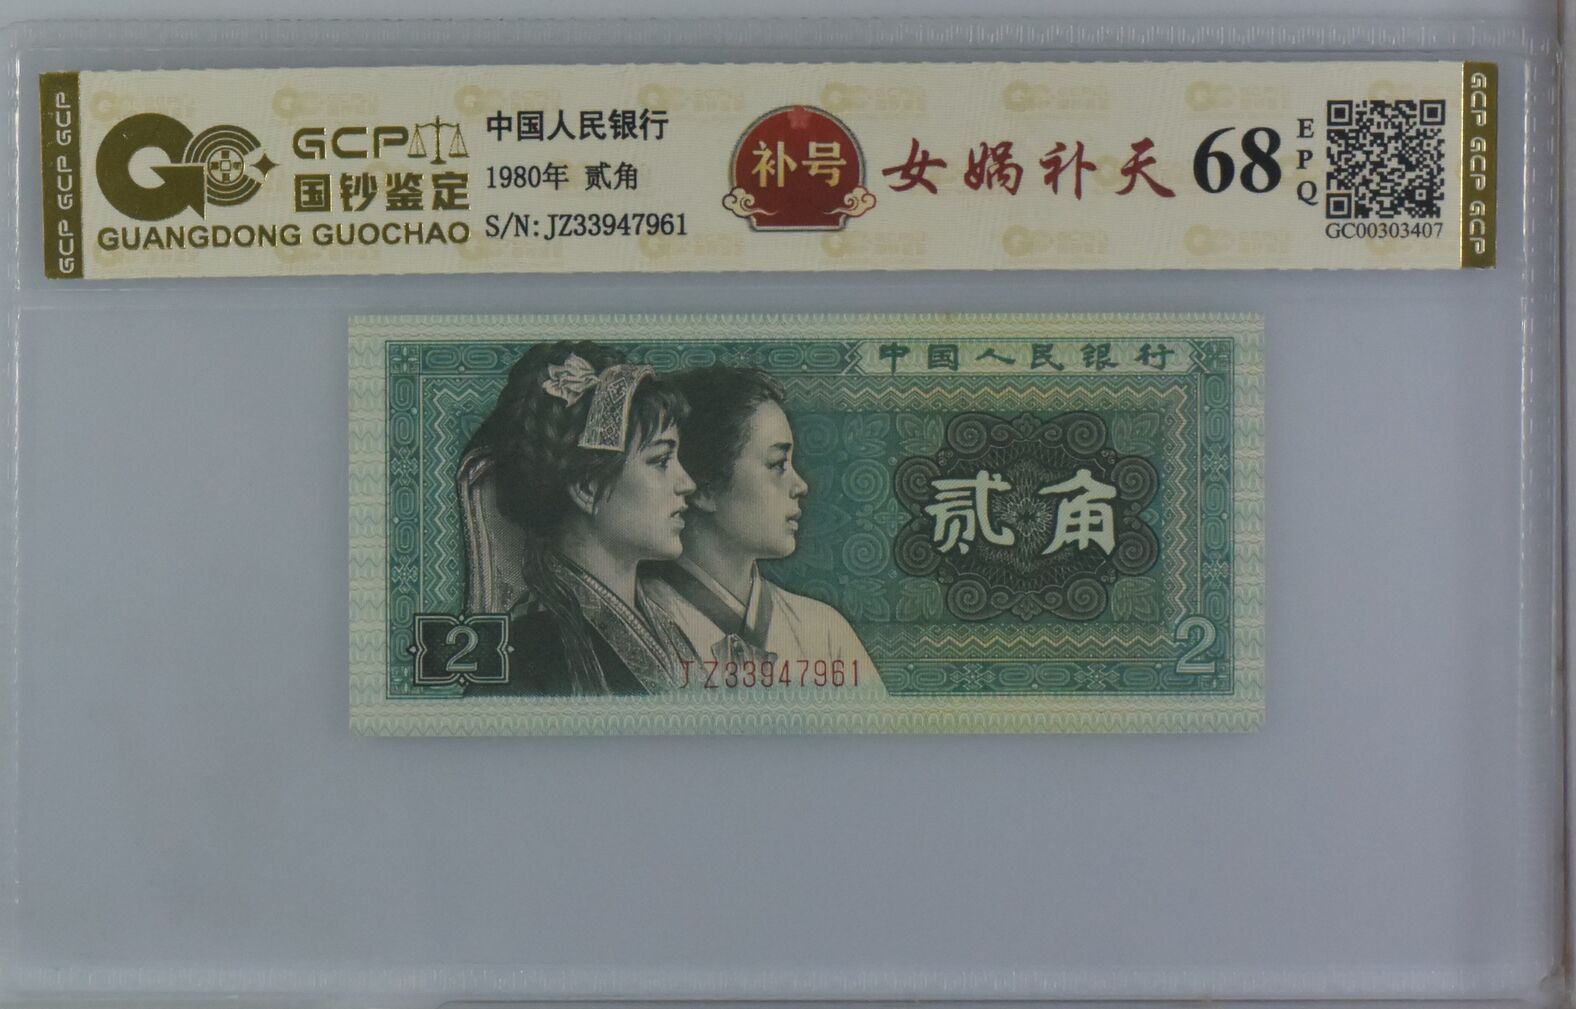 GCP GCP GCP GCP
GCP
国钞鉴定
GUANGDONG GUOCHAO
中国人民银行
1980年 贰角
S/N: JZ33947961
补号
女娲补天
68
EPQ
GC00303407
GCP GCP GCP
中国人民银行
贰角
2
2
JZ33947961